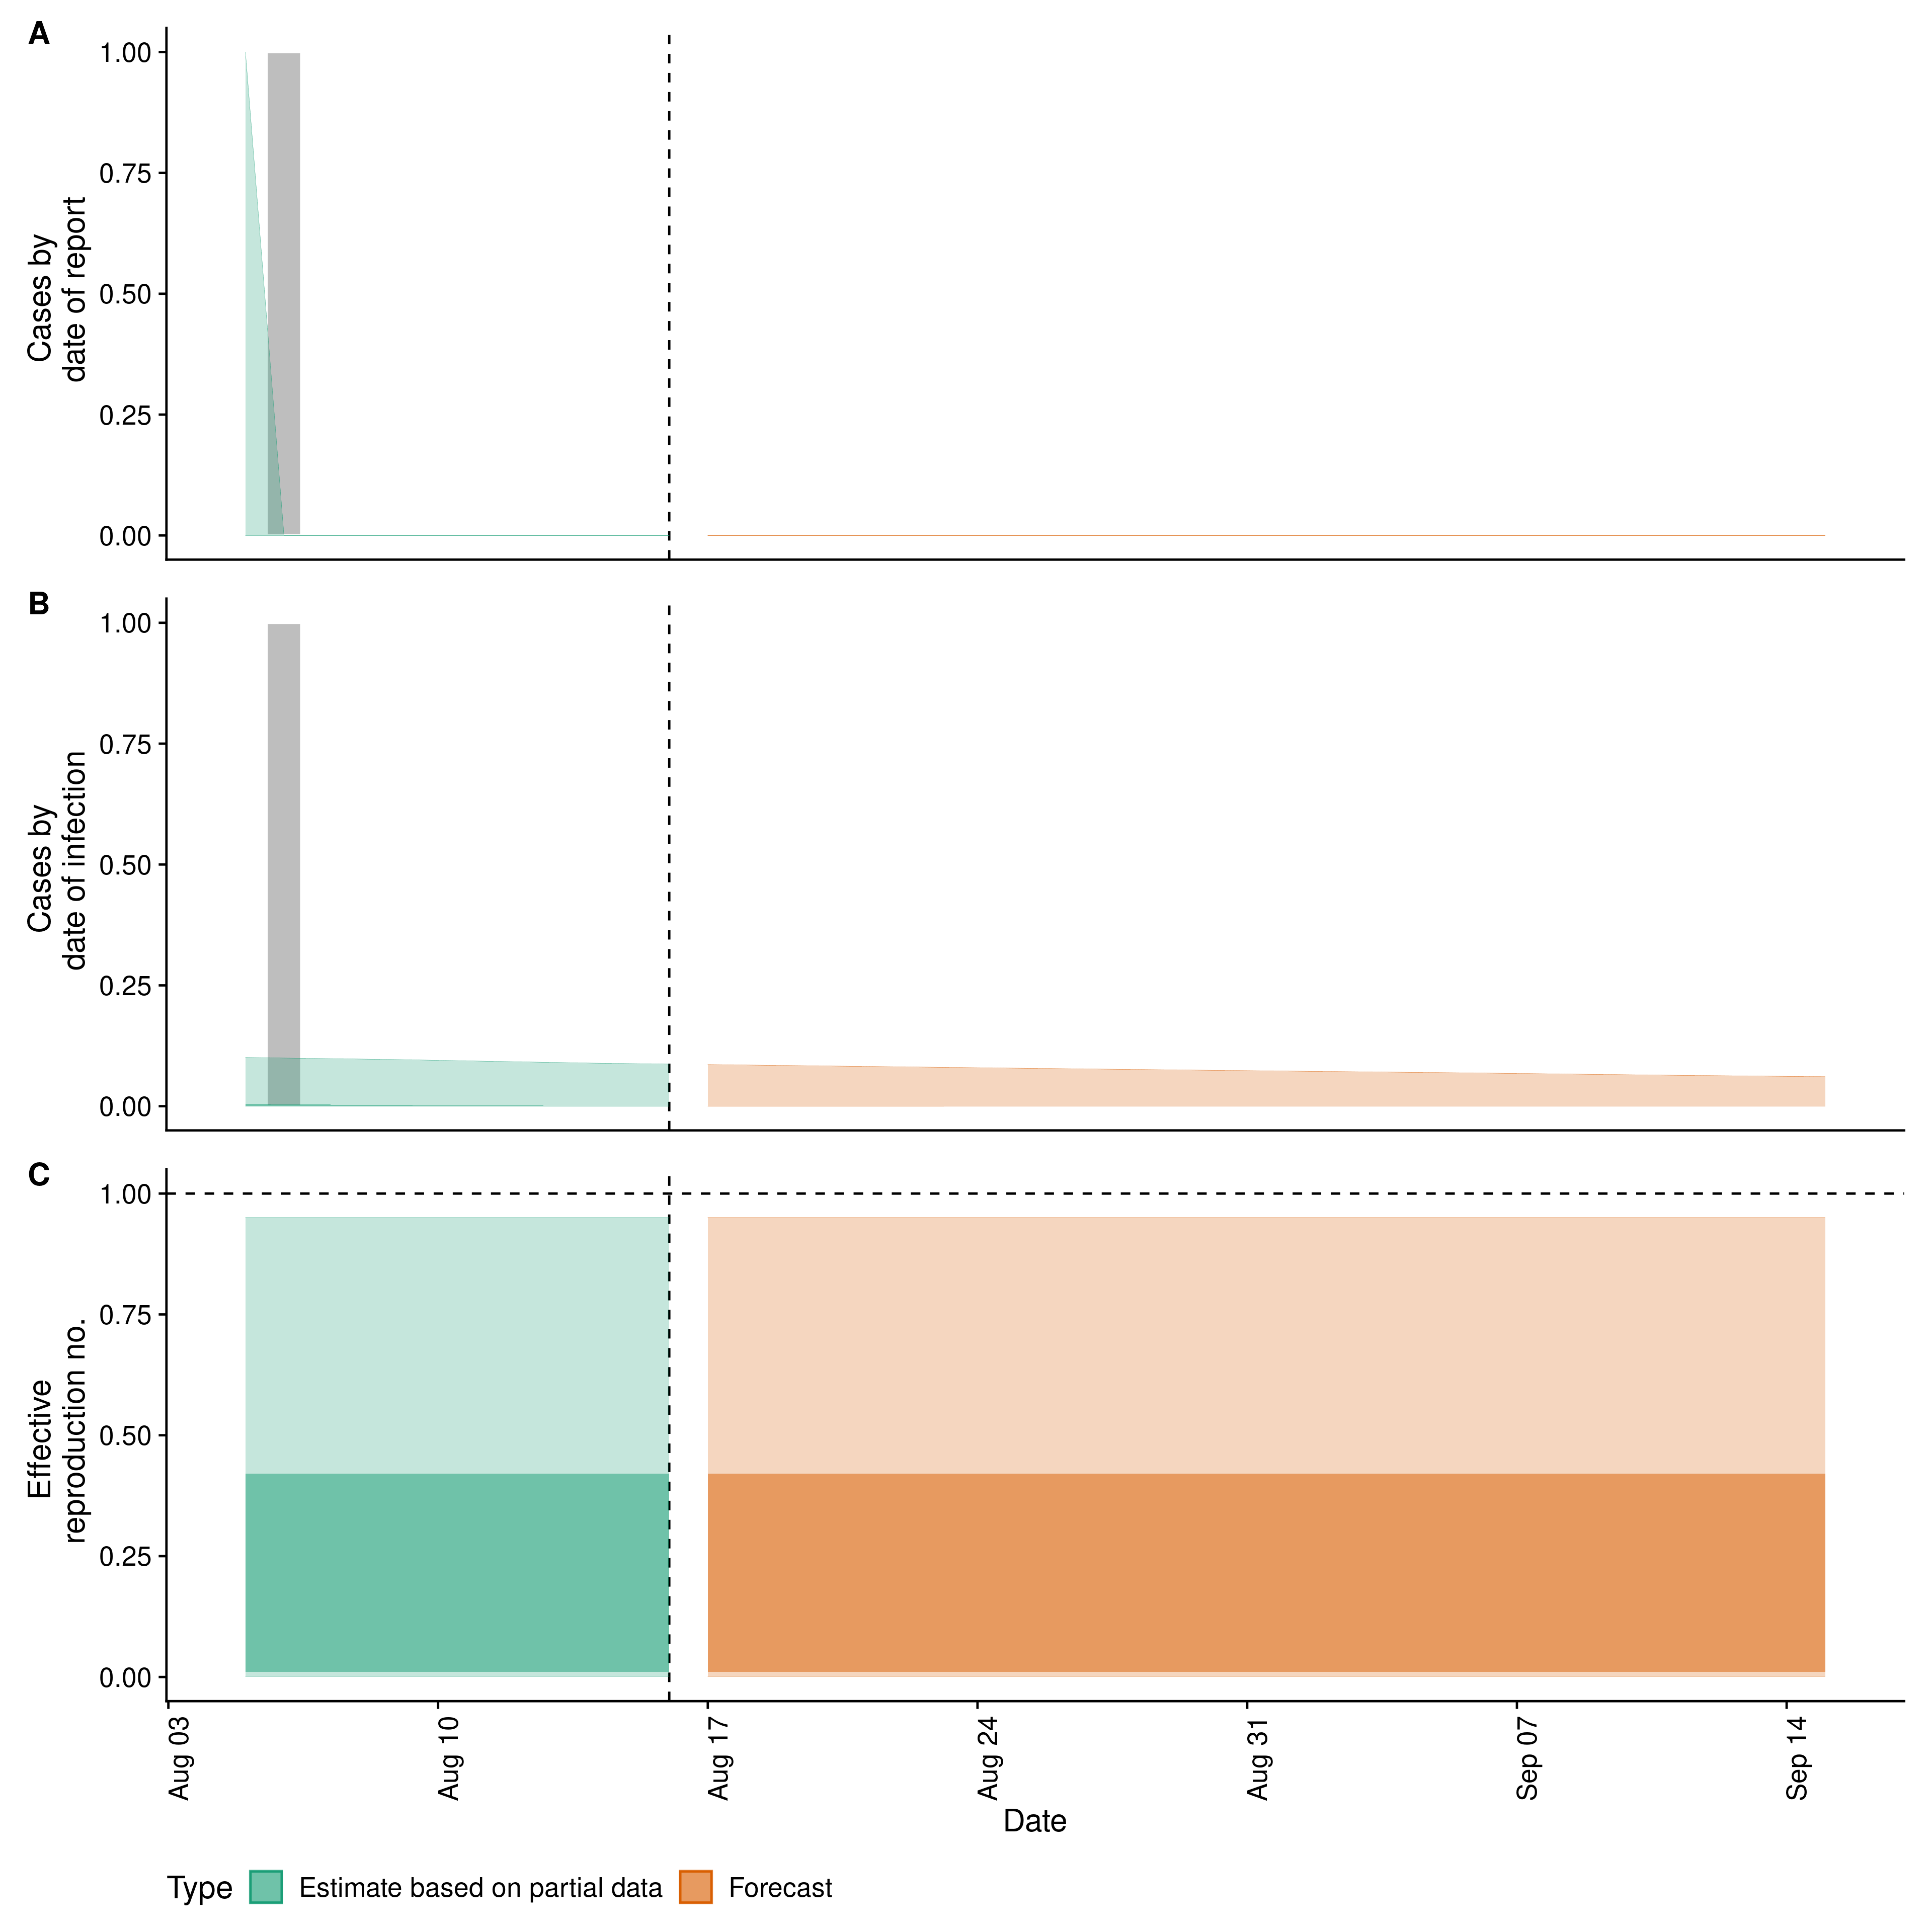 A
Cases by
date of report
1.00
0.75
0.50
0.25
0.00
B
Cases by
date of infection
1.00
0.75
0.50
0.25
0.00
C
Effective
reproduction no.
1.00
0.75
0.50
0.25
0.00
Aug 03
Aug 10
Aug 17
Aug 24
Aug 31
Sep 07
Sep 14
Date
Type
Estimate based on partial data
Forecast